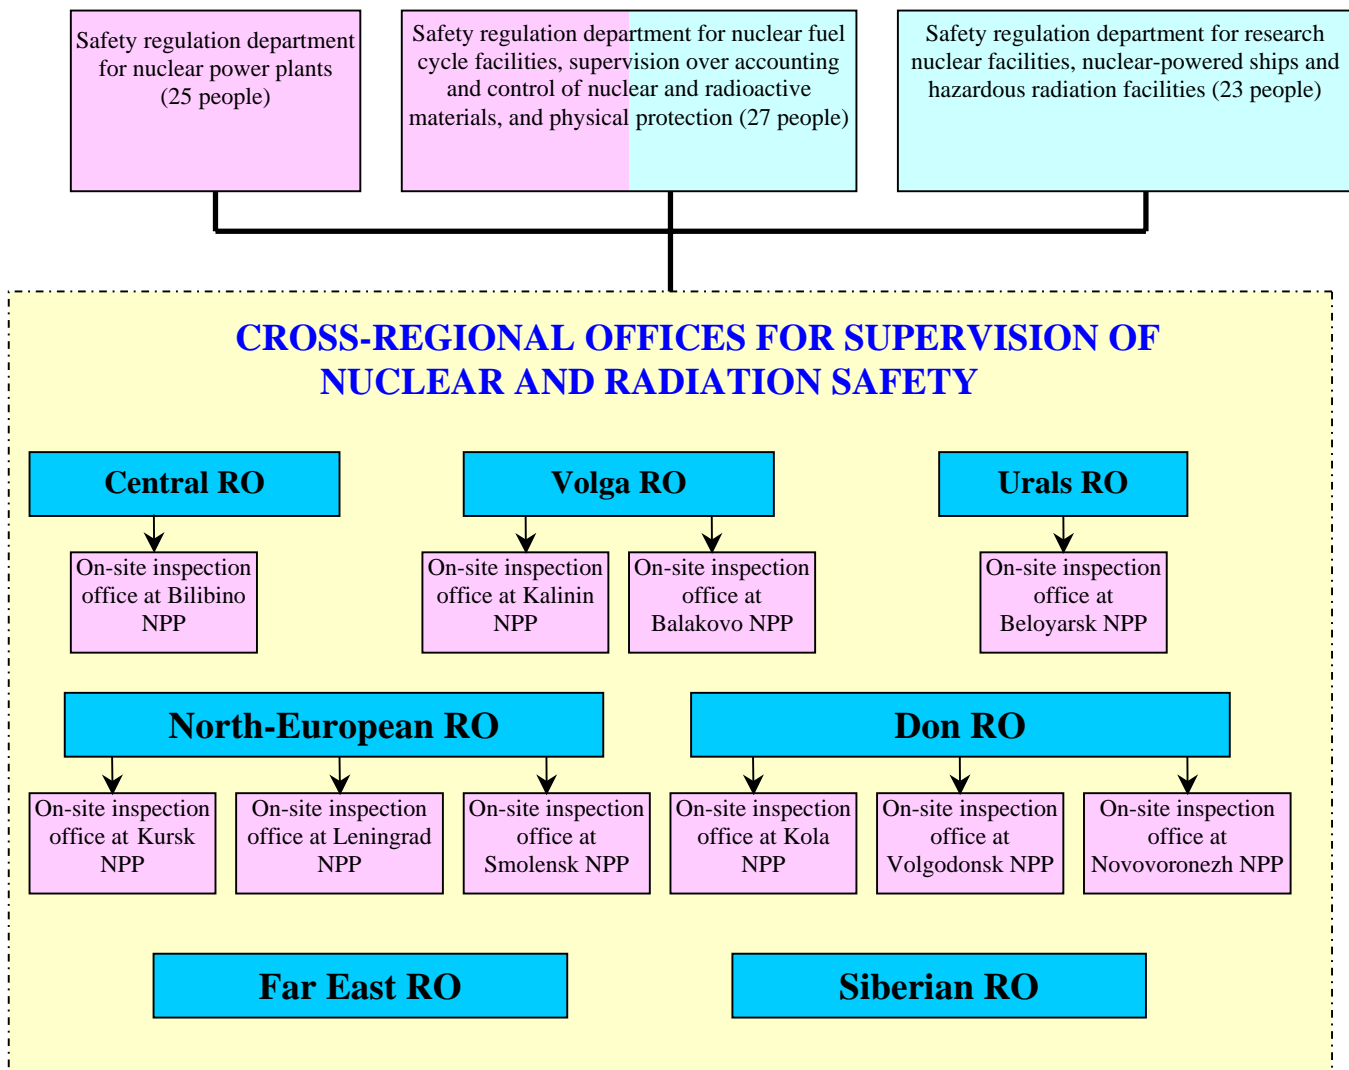 Safety regulation department
for nuclear power plants
(25 people)
Safety regulation department for nuclear fuel
cycle facilities, supervision over accounting
and control of nuclear and radioactive
materials, and physical protection (27 people)
Safety regulation department for research
nuclear facilities, nuclear-powered ships and
hazardous radiation facilities (23 people)
CROSS-REGIONAL OFFICES FOR SUPERVISION OF
NUCLEAR AND RADIATION SAFETY
Central RO
Volga RO
Urals RO
On-site inspection
office at Bilibino
NPP
On-site inspection
office at Kalinin
NPP
On-site inspection
office at
Balakovo NPP
On-site inspection
office at
Beloyarsk NPP
North-European RO
Don RO
On-site inspection
office at Kursk
NPP
On-site inspection
office at Leningrad
NPP
On-site inspection
office at
Smolensk NPP
On-site inspection
office at Kola
NPP
On-site inspection
office at
Volgodonsk NPP
On-site inspection
office at
Novovoronezh NPP
Far East RO
Siberian RO